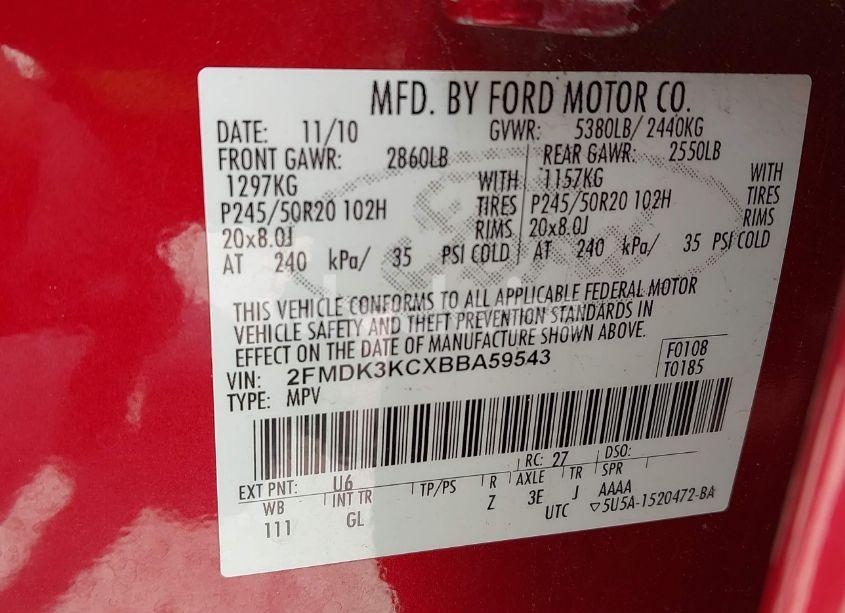 MFD. BY FORD MOTOR CO.
DATE: 11/10 GVWR: 5380LB/ 2440KG
FRONT GAWR: 2860LB REAR GAWR: 2550LB
1297KG WITH 1157KG WITH
P245/50R20 102H TIRES P245/50R20 102H TIRES
20x8.0J RIMS 20x8.0J RIMS
AT 240 kPa/ 35 PSI COLD AT 240 kPa/ 35 PSI COLD
THIS VEHICLE CONFORMS TO ALL APPLICABLE FEDERAL MOTOR
VEHICLE SAFETY AND THEFT PREVENTION STANDARDS IN
EFFECT ON THE DATE OF MANUFACTURE SHOWN ABOVE.
VIN: 2FMDK3KCXBBA59543 F0108
TYPE: MPV T0185
EXT PNT: U6 RC: 27 DSO:
WB INT TR TP/PS R AXLE TR SPR
111 GL Z 3E J AAAA
UTC ▽5U5A-1520472-BA